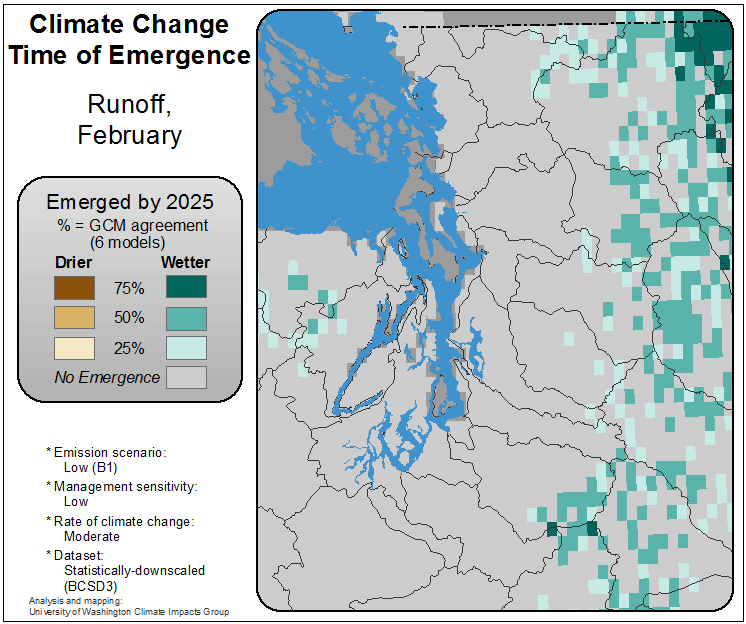 Climate Change
Time of Emergence
Runoff,
February
Emerged by 2025
% = GCM agreement
(6 models)
Drier Wetter
75%
50%
25%
No Emergence
* Emission scenario:
Low (B1)
* Management sensitivity:
Low
* Rate of climate change:
Moderate
* Dataset:
Statistically-downscaled
(BCSD3)
Analysis and mapping:
University of Washington Climate Impacts Group